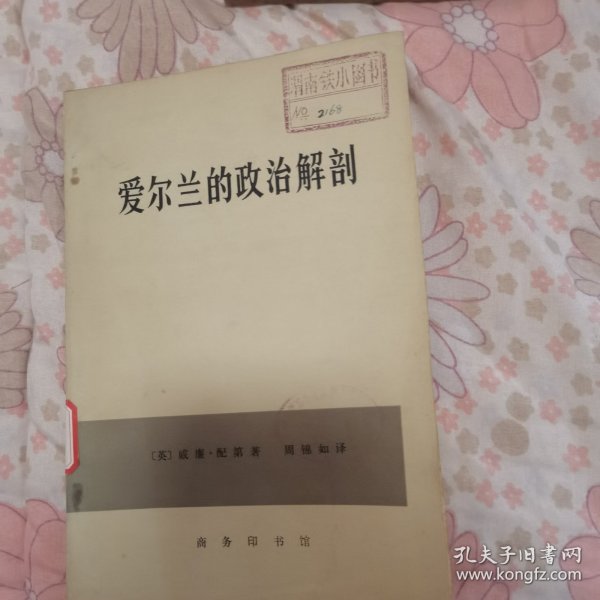 渭南铁小图书
NO 2168
爱尔兰的政治解剖
〔英〕威廉·配第著 周锦如译
商务印书馆
孔夫子旧书网
www.kongfz.com